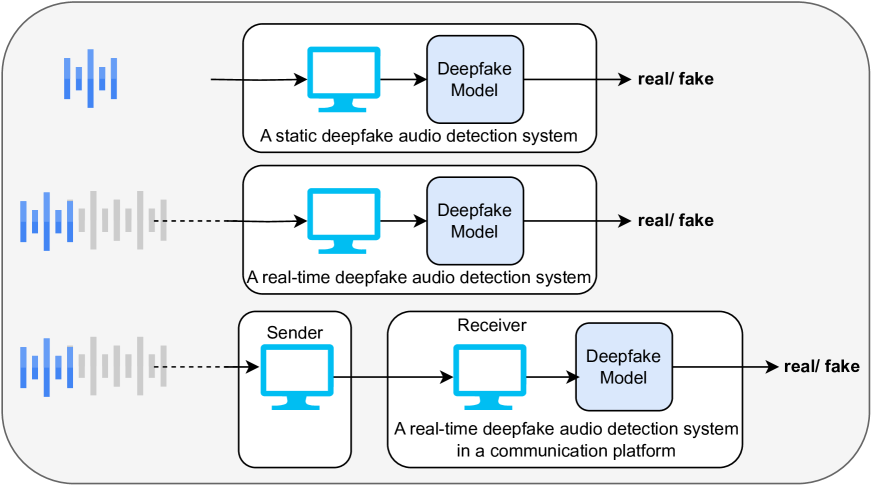 Deepfake
Model
real/ fake
A static deepfake audio detection system
Deepfake
Model
real/ fake
A real-time deepfake audio detection system
Sender
Receiver
Deepfake
Model
real/ fake
A real-time deepfake audio detection system
in a communication platform